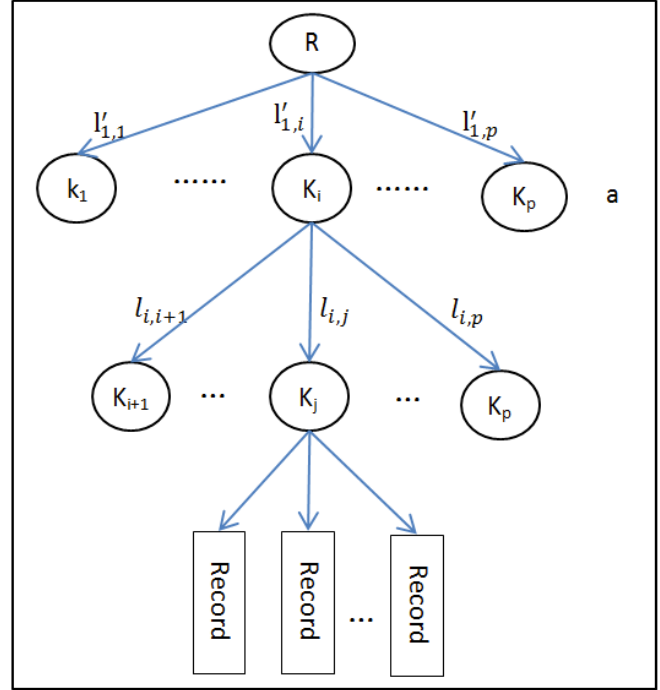 R
l′₁,₁ l′₁,ᵢ l′₁,ₚ
k₁ ...... Kᵢ ...... Kₚ a
lᵢ,ᵢ₊₁ lᵢ,ⱼ lᵢ,ₚ
Kᵢ₊₁ ... Kⱼ ... Kₚ
Record Record ... Record